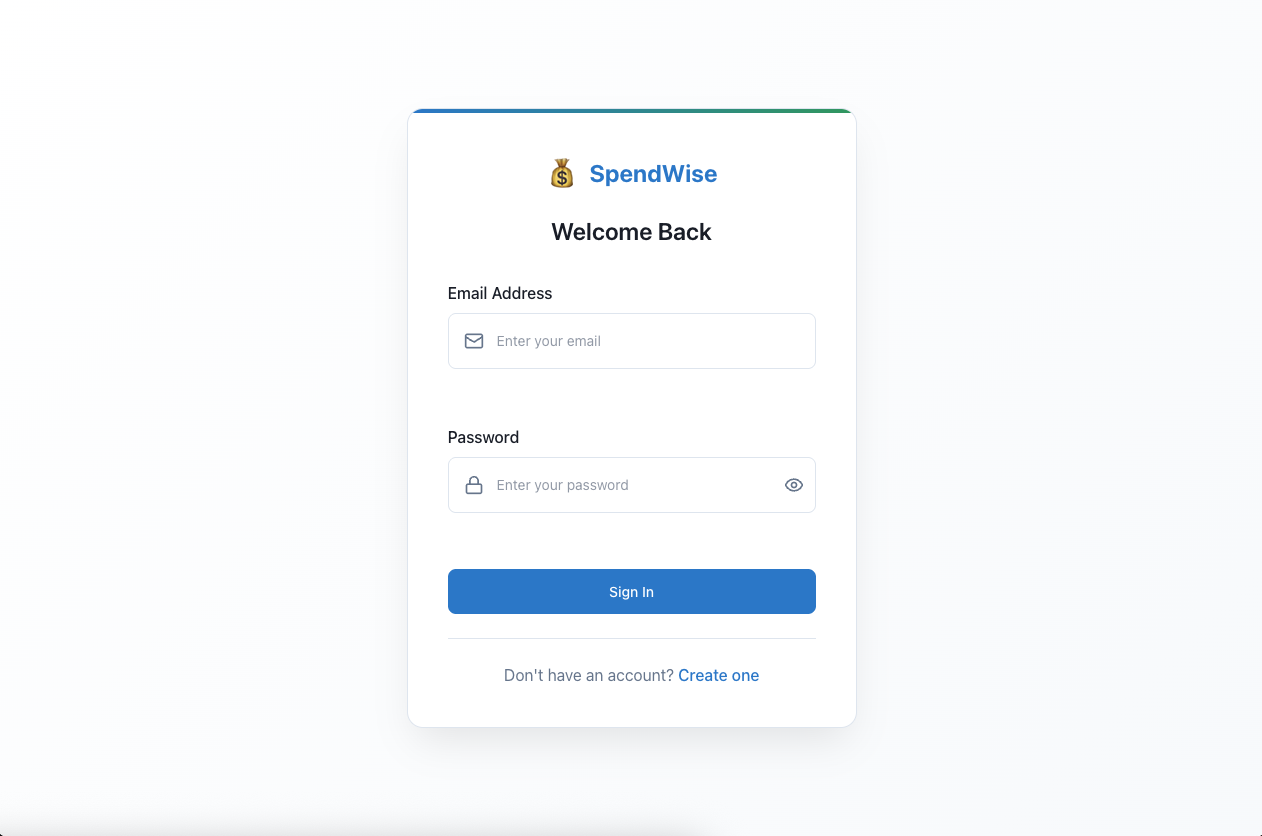 SpendWise
Welcome Back
Email Address
Enter your email
Password
Enter your password
Sign In
Don't have an account? Create one